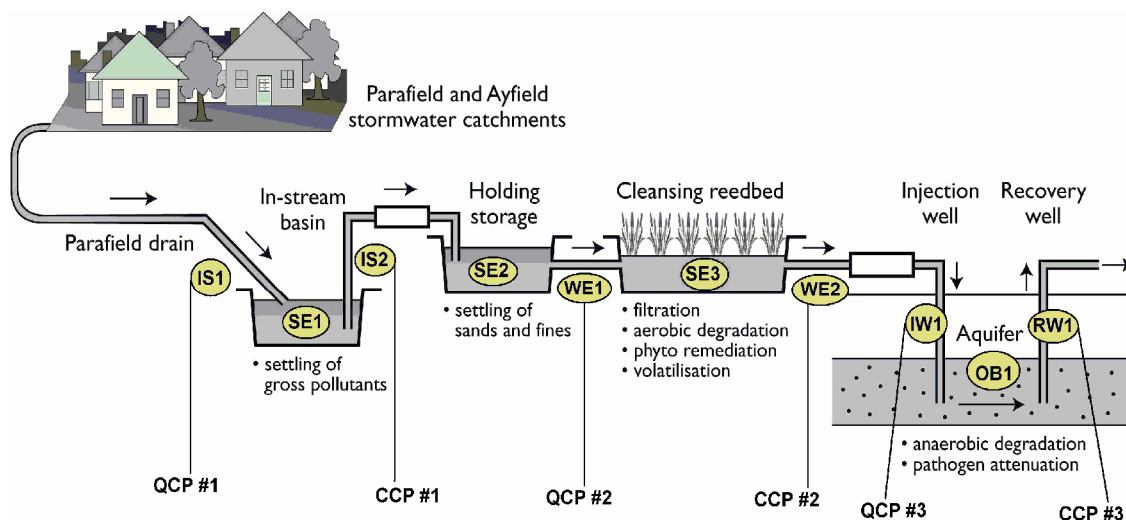 Parafield and Ayfield
stormwater catchments
In-stream
basin
Holding
storage
Cleansing reedbed
Injection
well
Recovery
well
Parafield drain
IS1
IS2
SE1
SE2
WE1
SE3
WE2
IW1
Aquifer
RW1
OB1
• settling of
gross pollutants
• settling of
sands and fines
• filtration
• aerobic degradation
• phyto remediation
• volatilisation
• anaerobic degradation
• pathogen attenuation
QCP #1
CCP #1
QCP #2
CCP #2
QCP #3
CCP #3